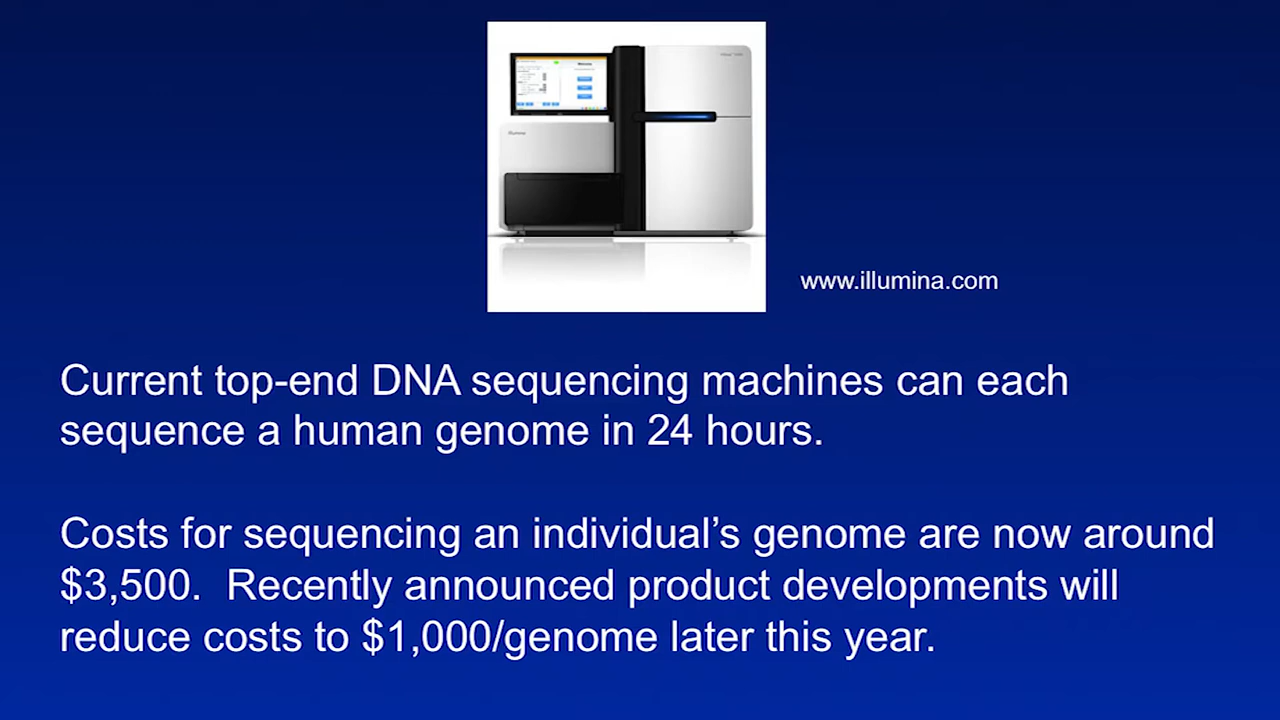 illumina
www.illumina.com
Current top-end DNA sequencing machines can each
sequence a human genome in 24 hours.
Costs for sequencing an individual’s genome are now around
$3,500.  Recently announced product developments will
reduce costs to $1,000/genome later this year.